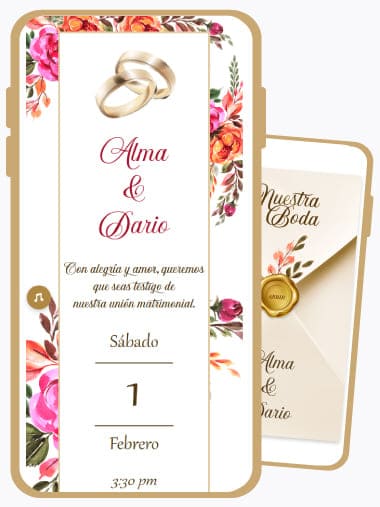 Alma
&
Dario
Con alegría y amor, queremos
que seas testigo de
nuestra unión matrimonial.
Sábado
1
Febrero
3:30 pm
Nuestra
Boda
Alma
&
Dario